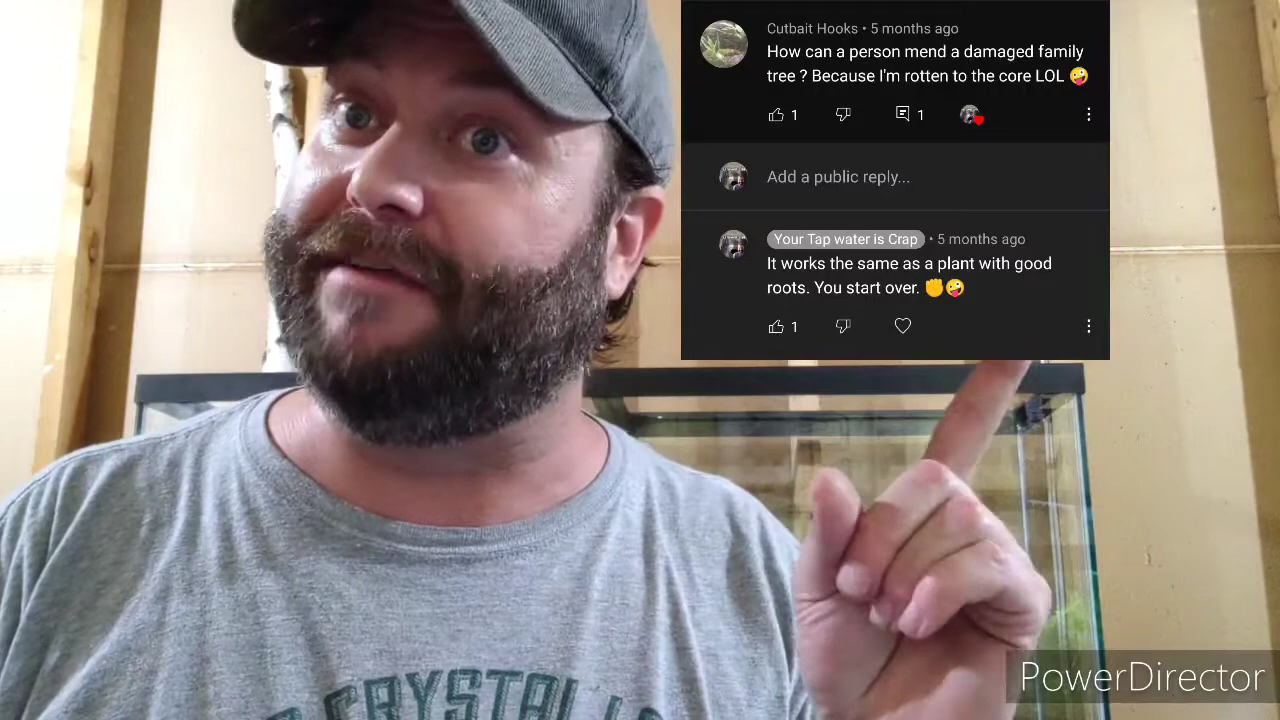 Cutbait Hooks • 5 months ago
How can a person mend a damaged family
tree ? Because I'm rotten to the core LOL 🤪
1
1
Add a public reply...
Your Tap water is Crap • 5 months ago
It works the same as a plant with good
roots. You start over. ✊🤪
1
CRYSTAL
PowerDirector